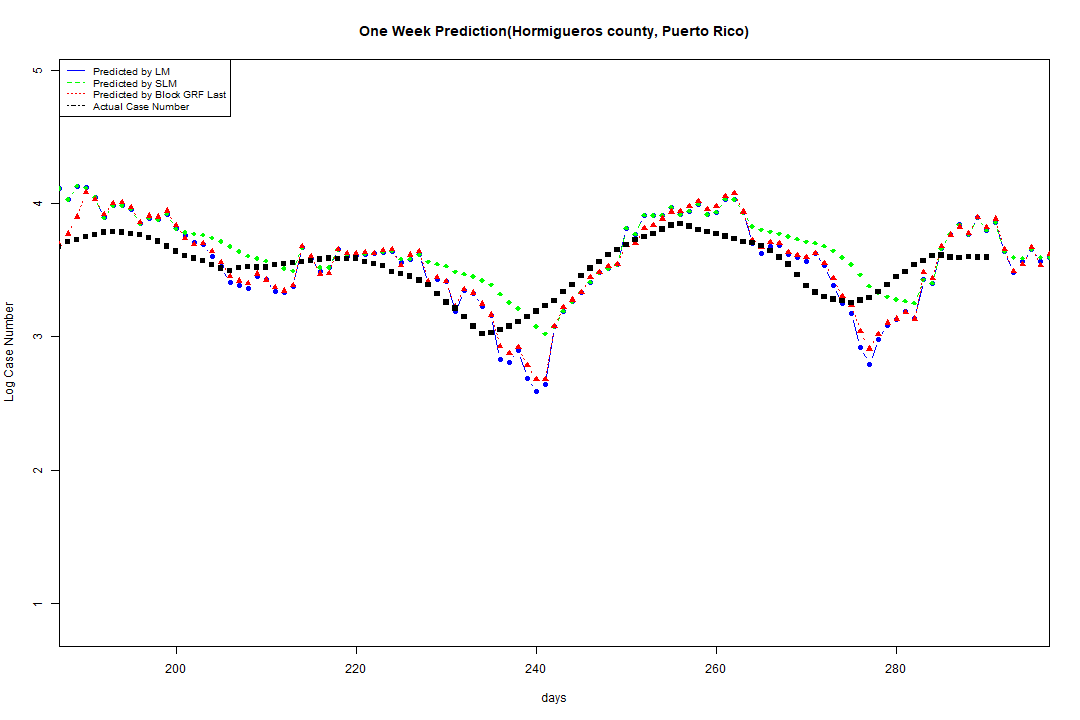 One Week Prediction(Hormigueros county, Puerto Rico)
Predicted by LM
Predicted by SLM
Predicted by Block GRF Last
Actual Case Number
5
4
3
2
1
Log Case Number
200 220 240 260 280
days